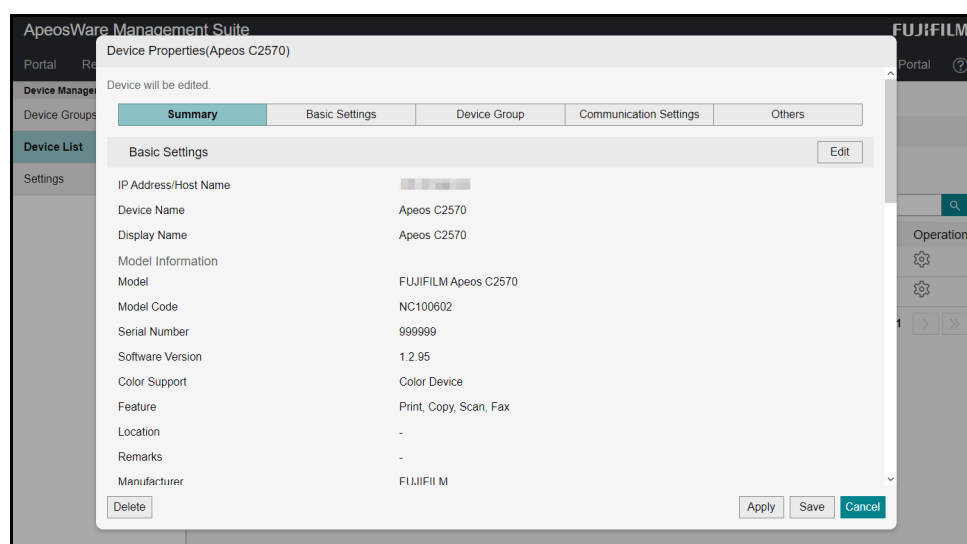 ApeosWare Management Suite
FUJIFILM
Device Properties(Apeos C2570)
Portal
Re
Portal
Device will be edited.
Device Manage
Device Groups
Device List
Settings
Summary
Basic Settings
Device Group
Communication Settings
Others
Basic Settings
Edit
IP Address/Host Name
Device Name Apeos C2570
Display Name Apeos C2570
Operation
Model Information
Model FUJIFILM Apeos C2570
Model Code NC100602
Serial Number 999999
1
Software Version 1.2.95
Color Support Color Device
Feature Print, Copy, Scan, Fax
Location -
Remarks -
Manufacturer FUJIFILM
Delete
Apply
Save
Cancel